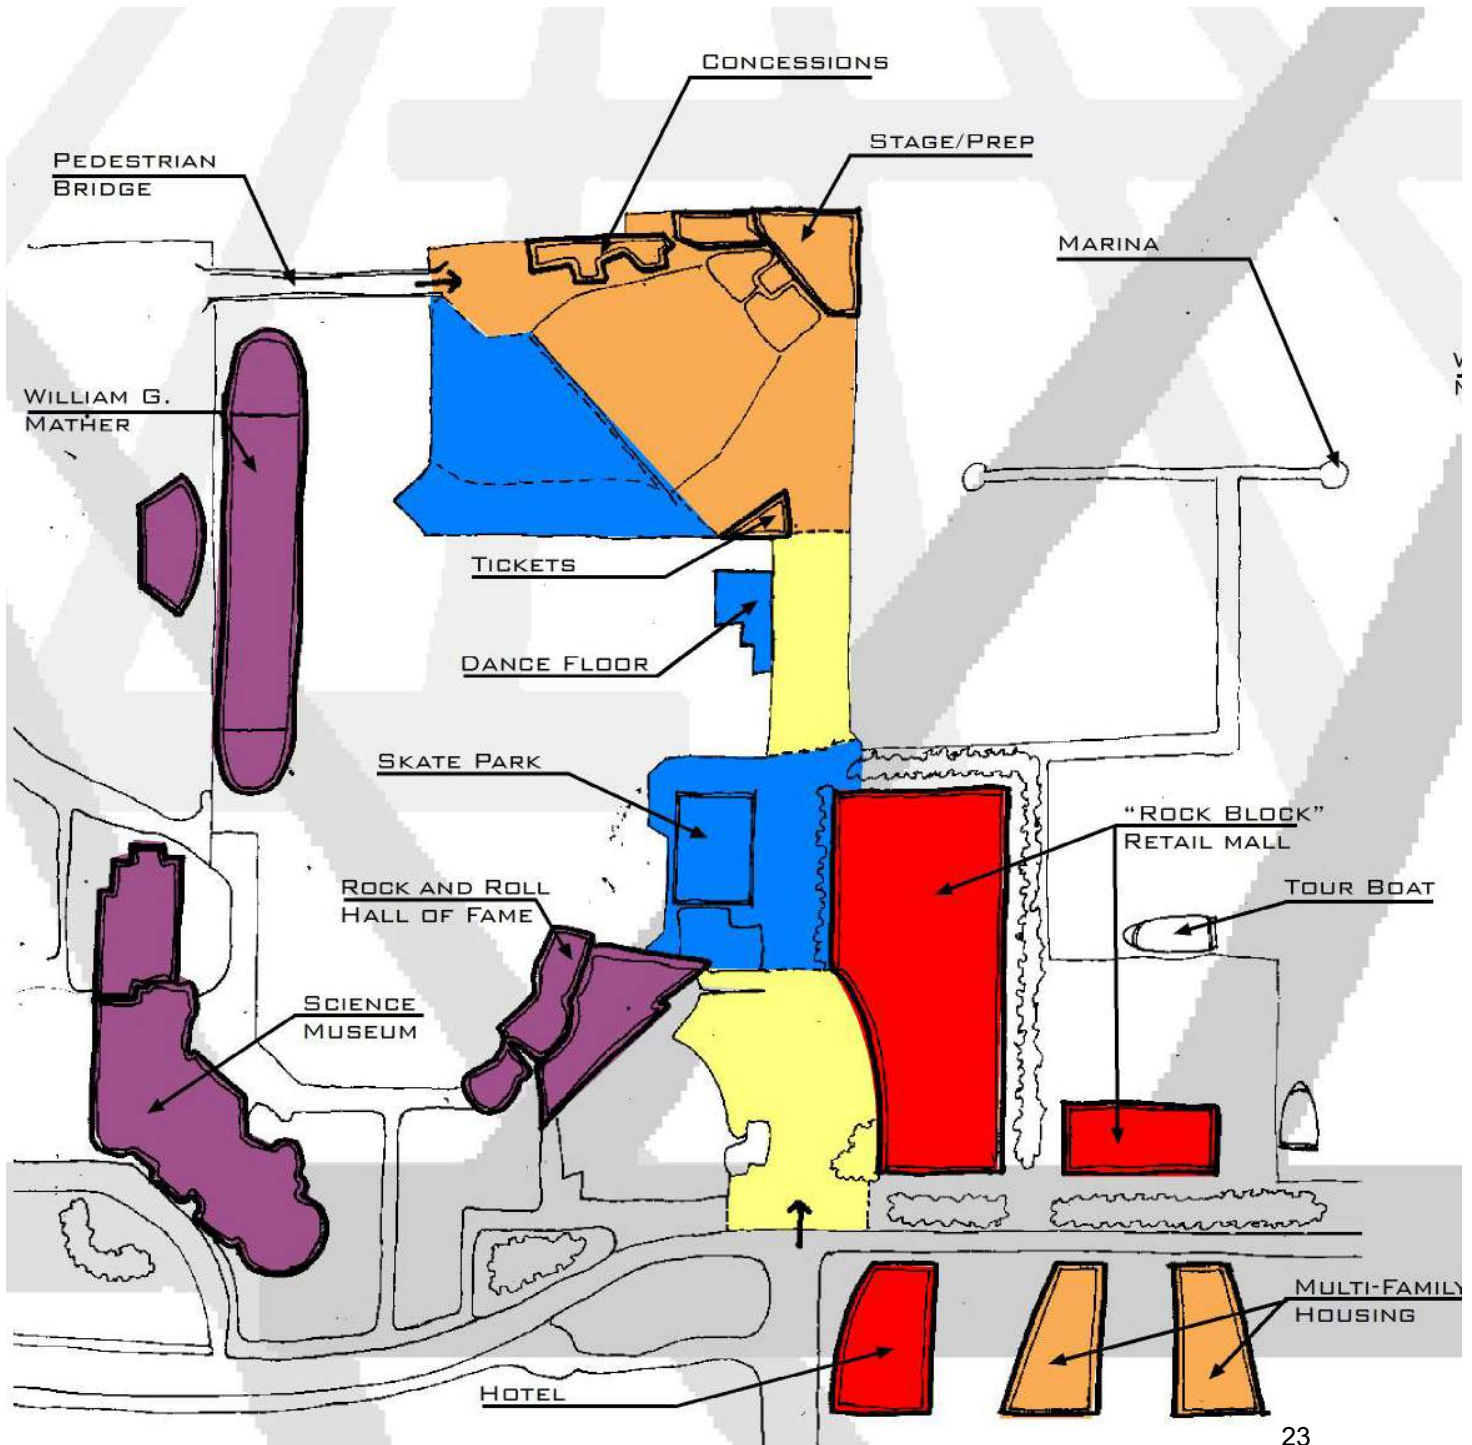 CONCESSIONS
STAGE/PREP
PEDESTRIAN
BRIDGE
MARINA
WILLIAM G.
MATHER
TICKETS
DANCE FLOOR
SKATE PARK
"ROCK BLOCK"
RETAIL MALL
ROCK AND ROLL
HALL OF FAME
TOUR BOAT
SCIENCE
MUSEUM
MULTI-FAMILY
HOUSING
HOTEL
23